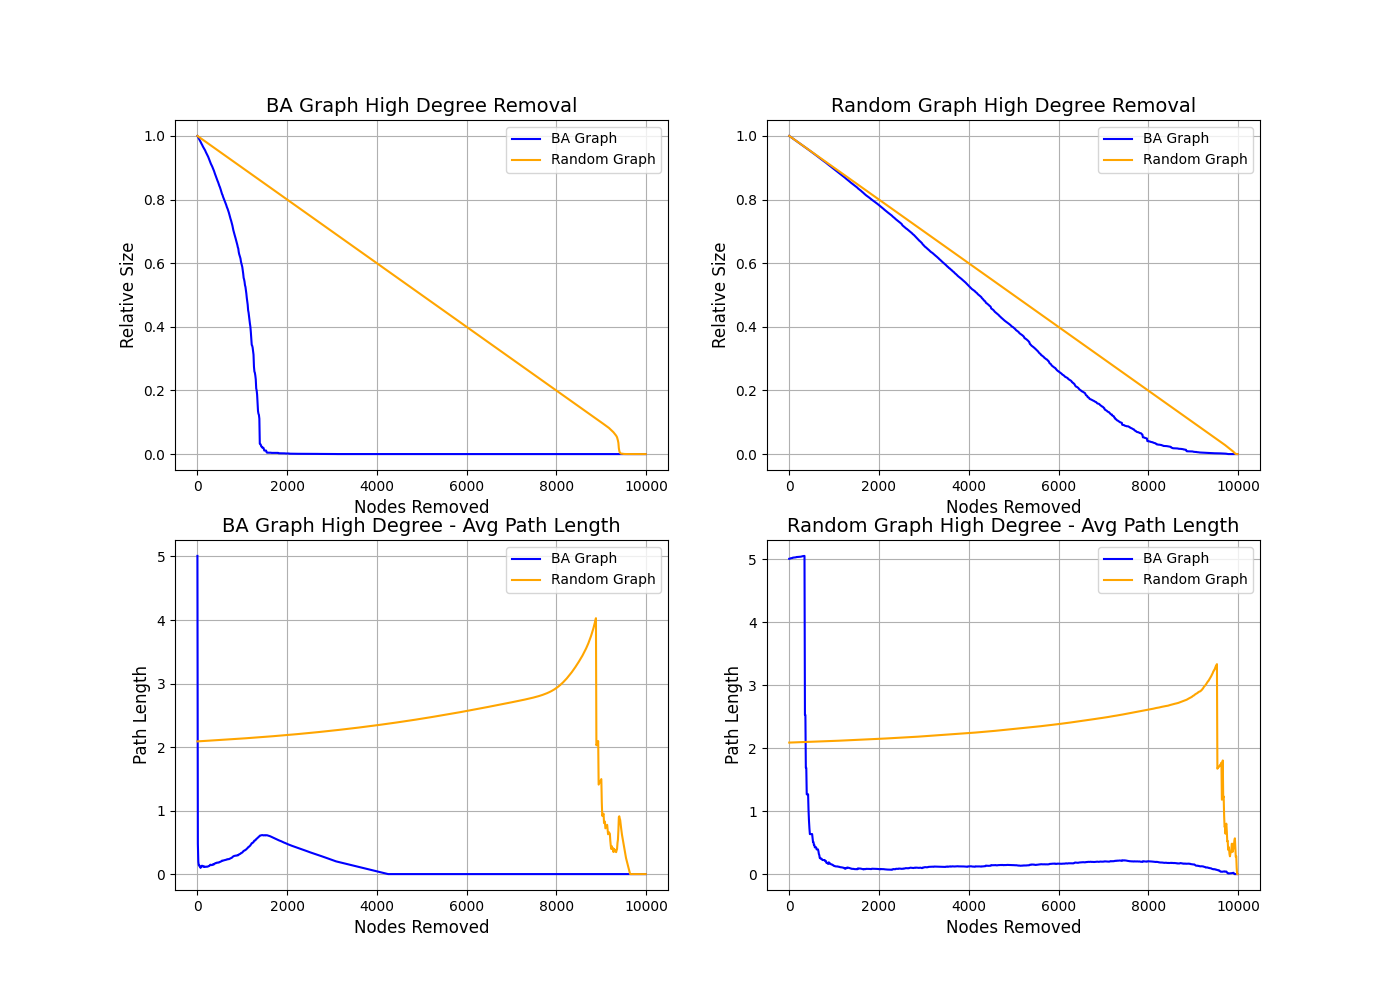 BA Graph High Degree Removal
1.0
0.8
0.6
0.4
0.2
0.0
Relative Size
BA Graph
Random Graph
0 2000 4000 6000 8000 10000
Nodes Removed
Random Graph High Degree Removal
1.0
0.8
0.6
0.4
0.2
0.0
Relative Size
BA Graph
Random Graph
0 2000 4000 6000 8000 10000
Nodes Removed
BA Graph High Degree - Avg Path Length
5
4
3
2
1
0
Path Length
BA Graph
Random Graph
0 2000 4000 6000 8000 10000
Nodes Removed
Random Graph High Degree - Avg Path Length
5
4
3
2
1
0
Path Length
BA Graph
Random Graph
0 2000 4000 6000 8000 10000
Nodes Removed